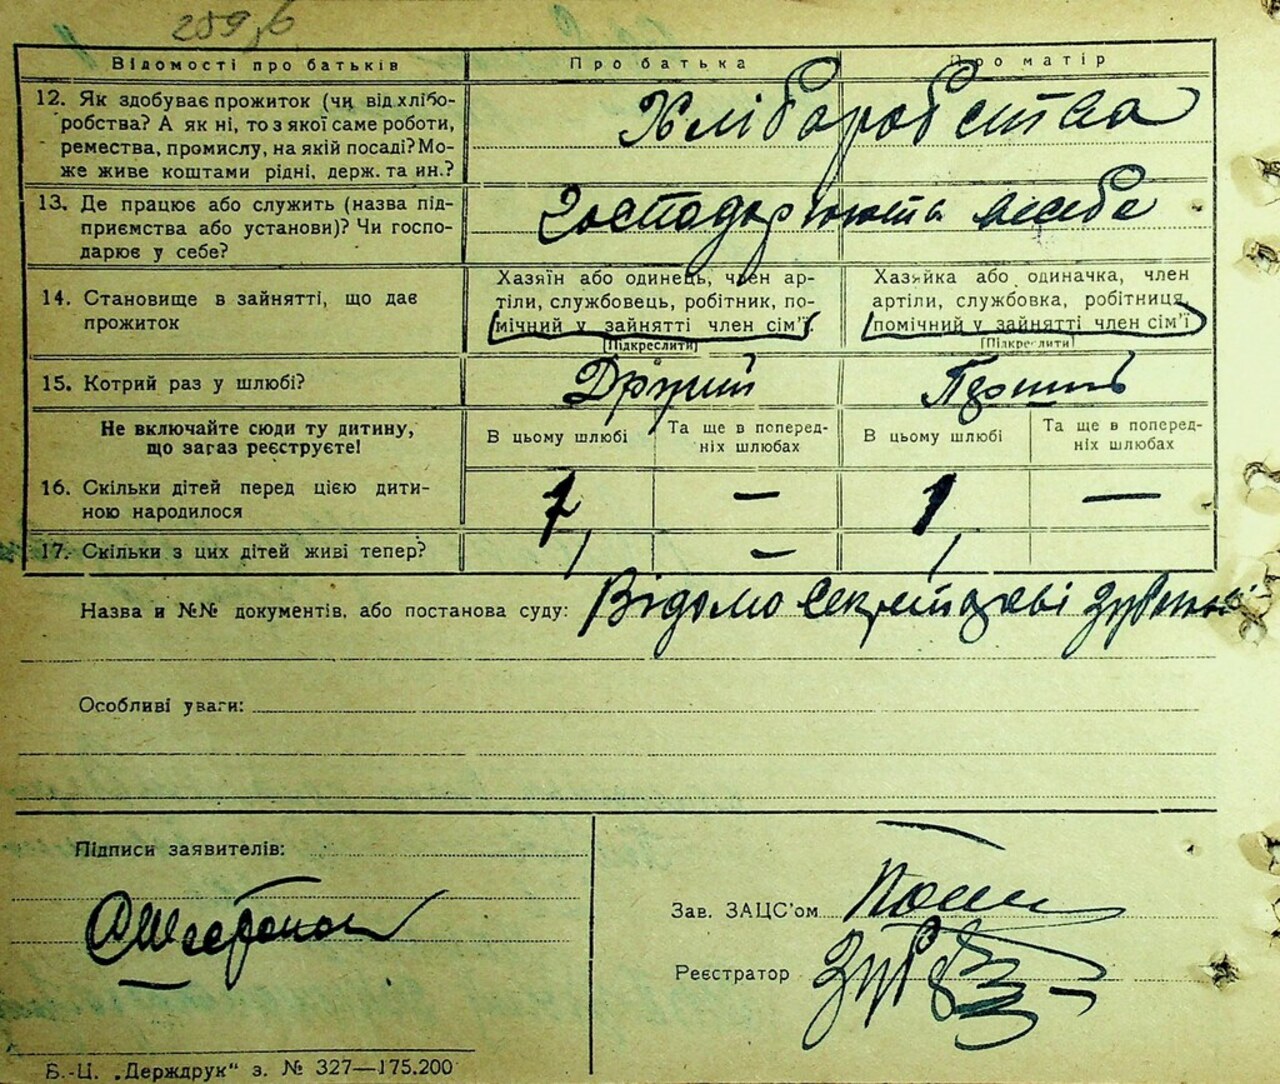 259,б
Відомості про батьків Про батька Про матір
12. Як здобуває прожиток (чи від хлібо-
робства? А як ні, то з якої саме роботи,
ремества, промислу, на якій посаді? Мо-
же живе коштами рідні, держ. та ин.?
Хліборобства
13. Де працює або служить (назва під-
приємства або установи)? Чи госпо-
дарює у себе?
Господорюють
14. Становище в зайнятті, що дає
прожиток
Хазяїн або одинець, член ар-
тіли, службовець, робітник, по-
мічний у зайнятті член сім'ї.
[Підкреслити]
Хазяйка або одиначка, член
артіли, службовка, робітниця,
помічний у зайнятті член сім'ї
[Підкреслити]
15. Котрий раз у шлюбі?
Не включайте сюди ту дитину,
що загаз реєструєте!
В цьому шлюбі
Та ще в поперед-
ніх шлюбах
В цьому шлюбі
Та ще в поперед-
ніх шлюбах
16. Скільки дітей перед цією дити-
ною народилося
— 1 —
17. Скільки з цих дітей живі тепер?
—
Назва и №№ документів, або постанова суду: Відомо Секретареві
Особливі уваги:
Підписи заявителів:
Зав. ЗАЦС'ом
Реєстратор
Б.-Ц. „Держдрук“ з. № 327—175.200